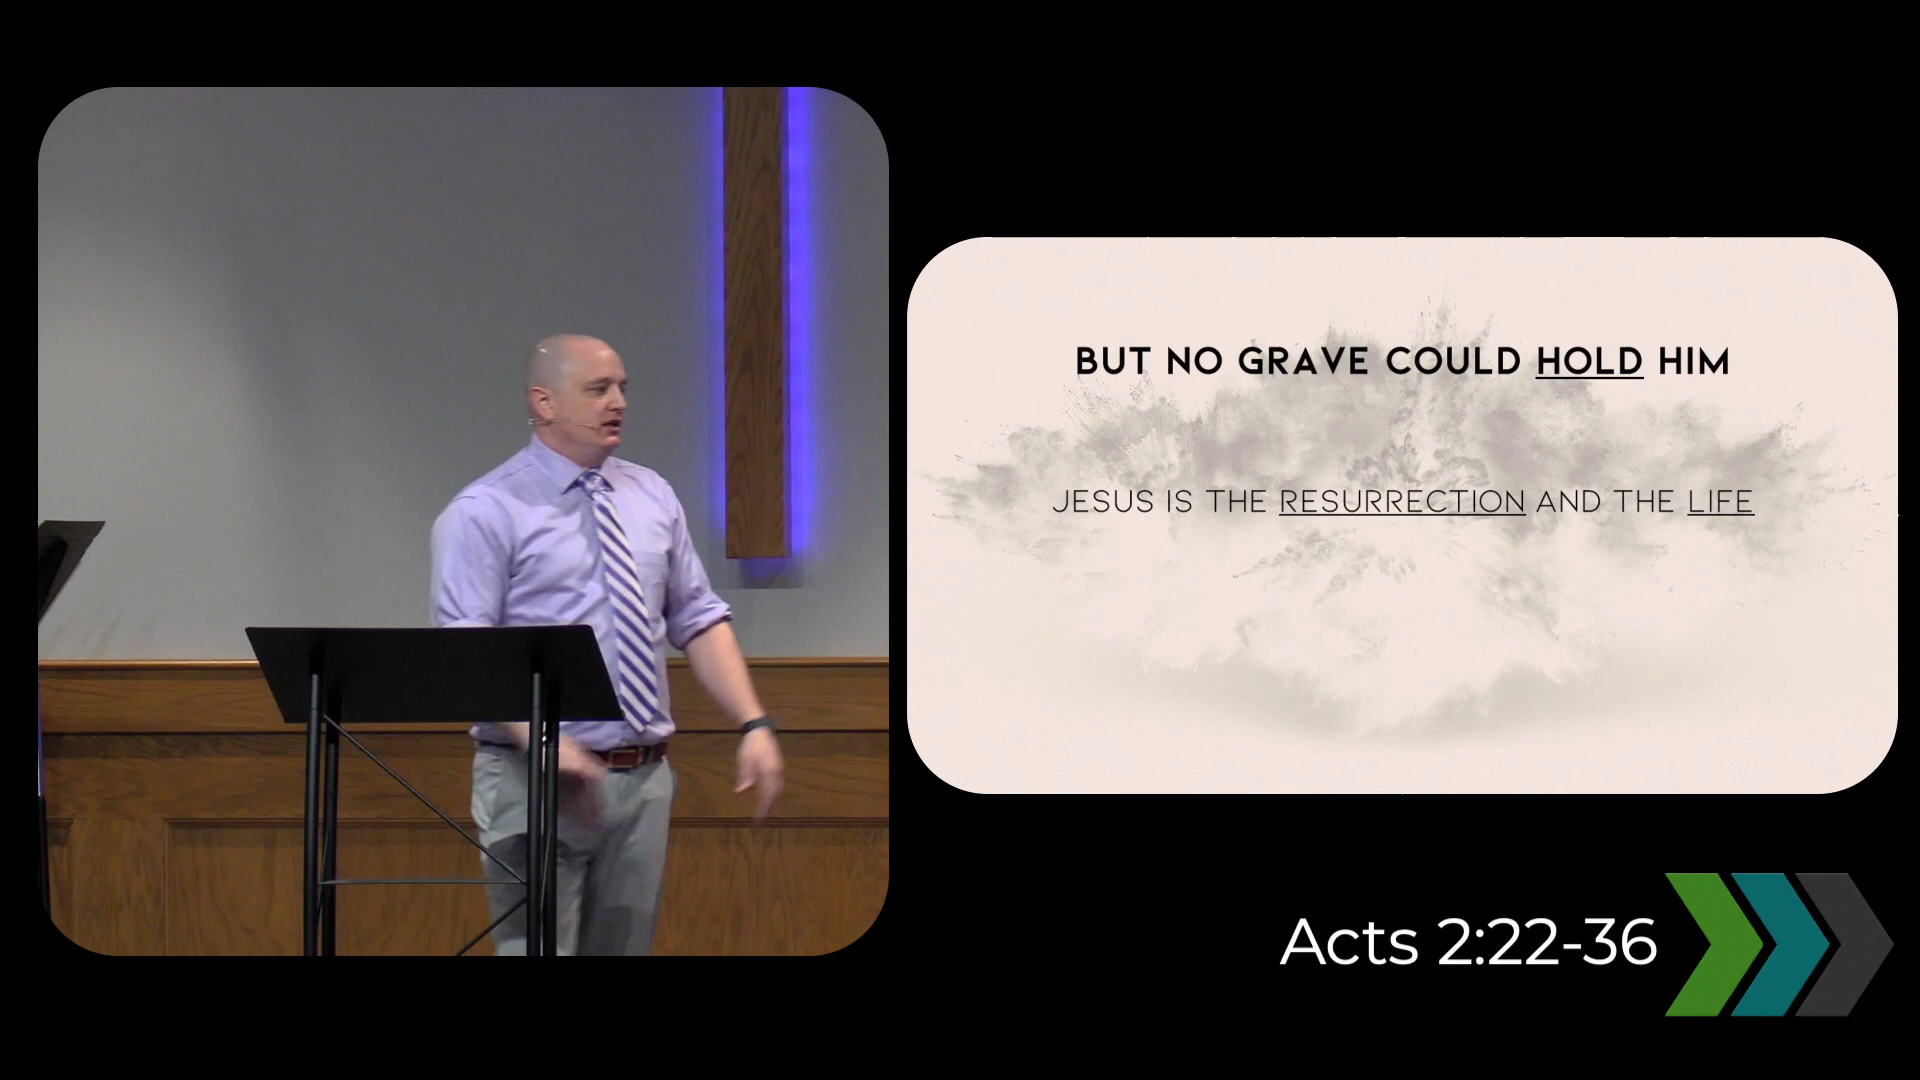 BUT NO GRAVE COULD HOLD HIM
JESUS IS THE RESURRECTION AND THE LIFE
Acts 2:22-36